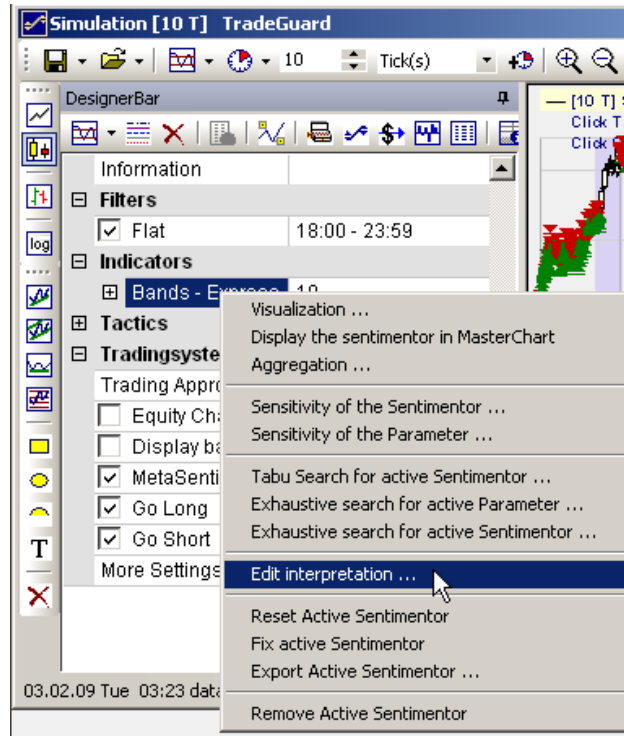 Simulation [10 T] TradeGuard
10 Tick(s)
DesignerBar
[10 T]
Click T
Click
Information
Filters
Flat 18:00 - 23:59
Indicators
Bands - Express 10
Tactics
Tradingsyste
Trading Appro
Equity Cha
Display ba
MetaSenti
Go Long
Go Short
More Settings
log
T
Visualization ...
Display the sentimentor in MasterChart
Aggregation ...
Sensitivity of the Sentimentor ...
Sensitivity of the Parameter ...
Tabu Search for active Sentimentor ...
Exhaustive search for active Parameter ...
Exhaustive search for active Sentimentor ...
Edit interpretation ...
Reset Active Sentimentor
Fix active Sentimentor
Export Active Sentimentor ...
Remove Active Sentimentor
03.02.09 Tue 03:23 data